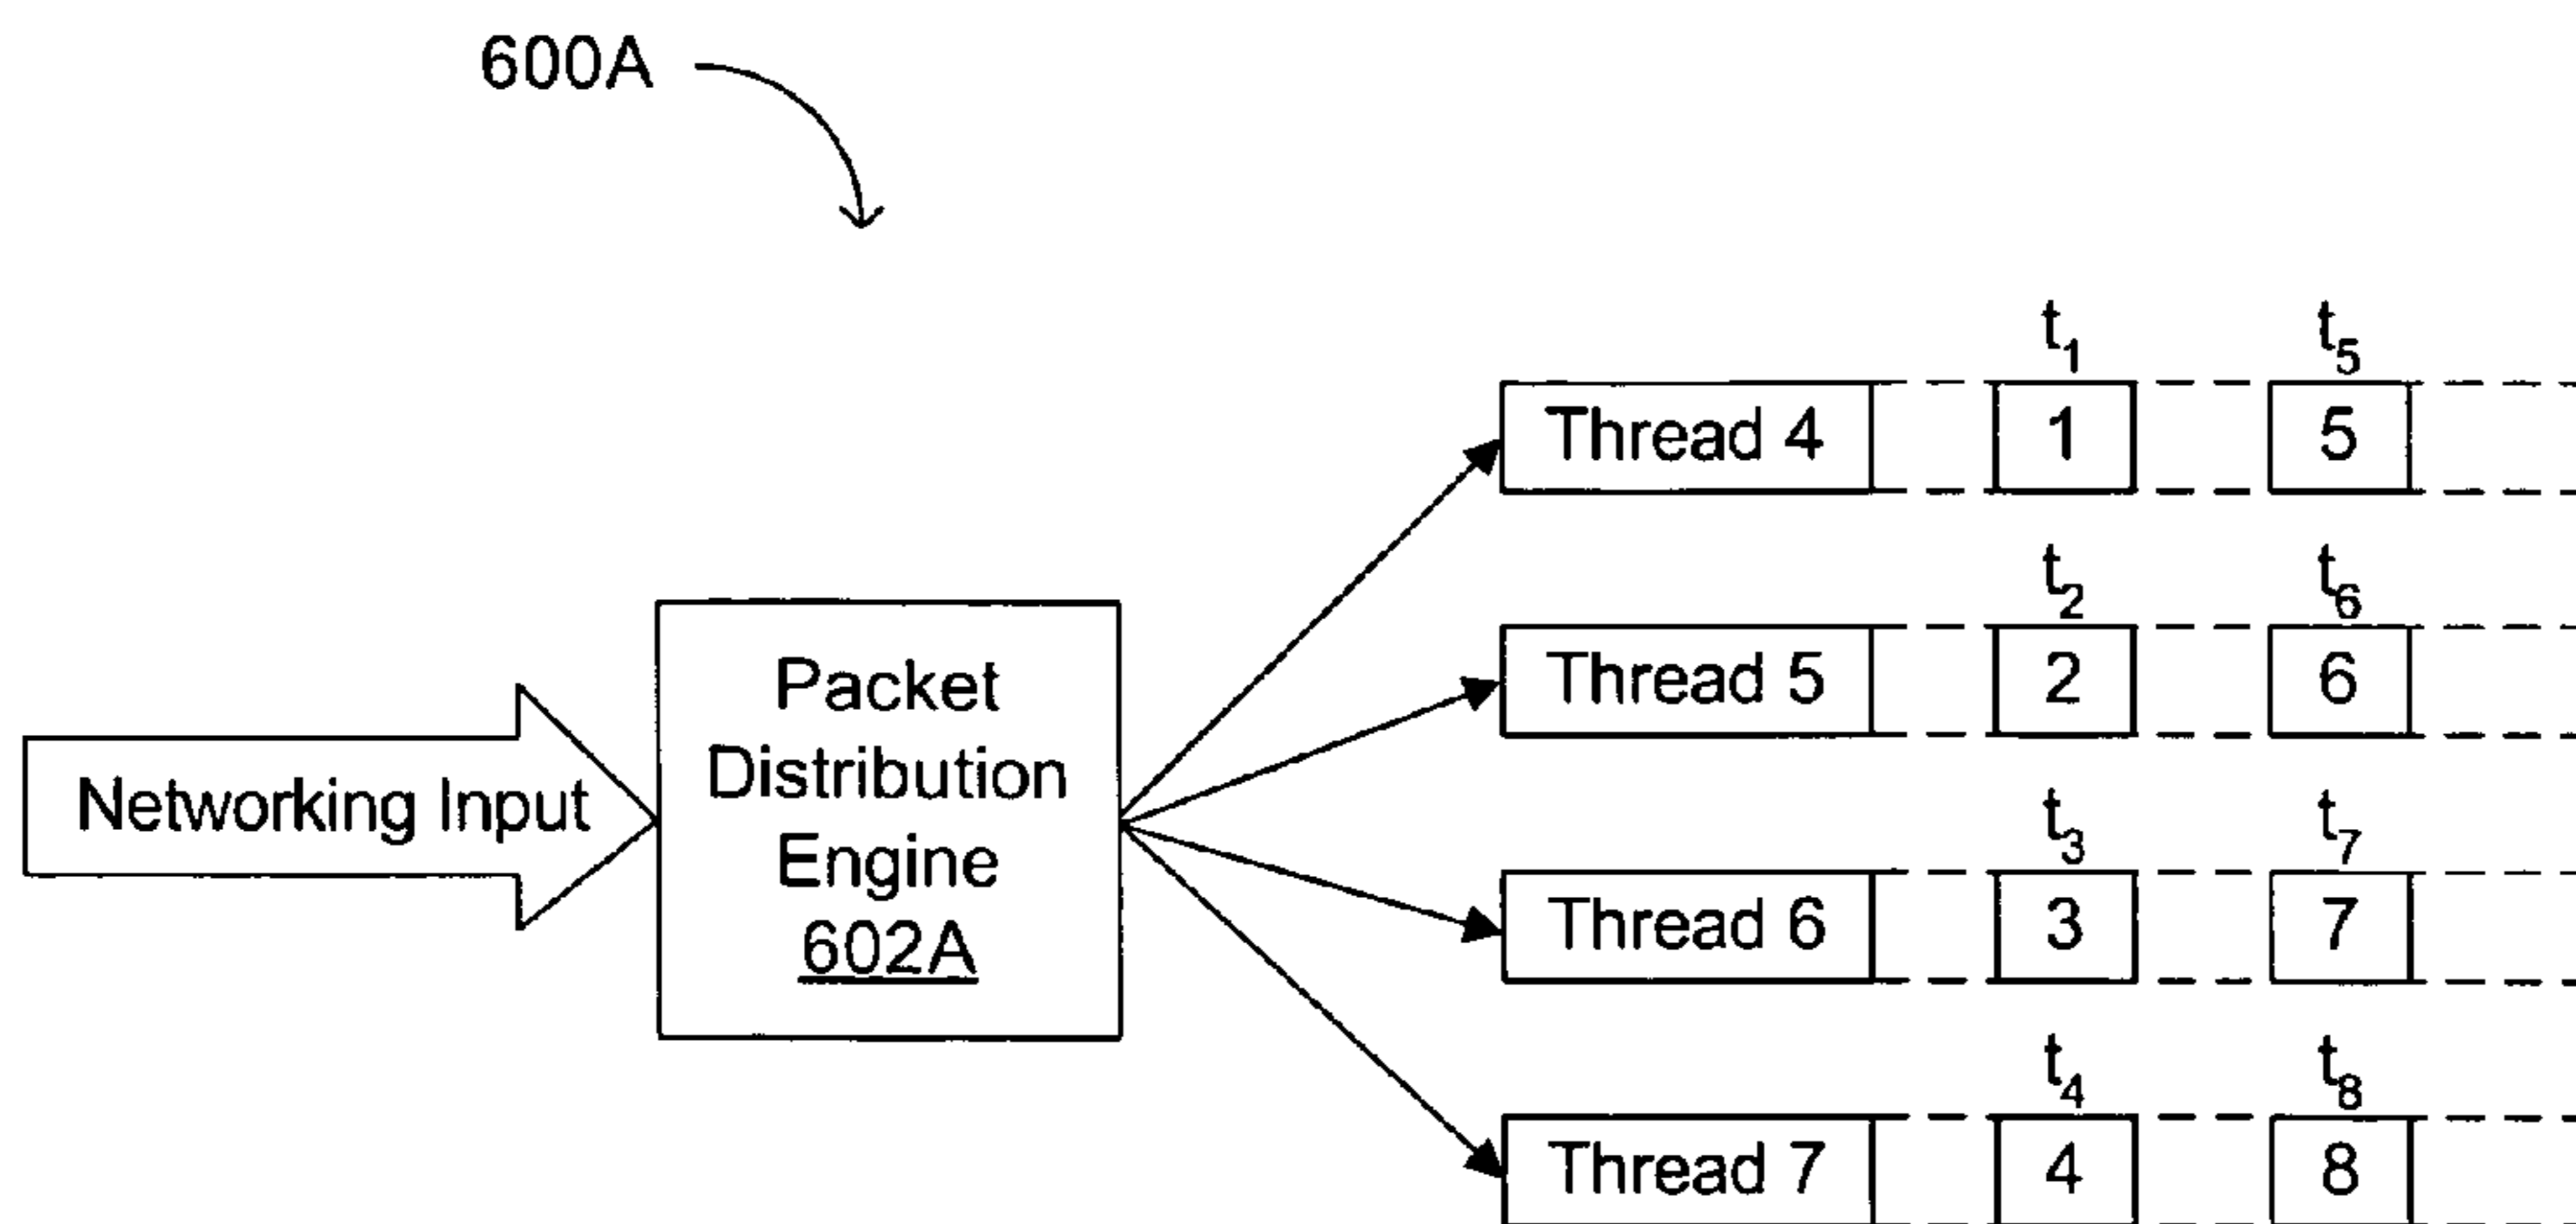 600A
Networking Input
Packet
Distribution
Engine
602A
t1 t5
Thread 4 1 5
t2 t6
Thread 5 2 6
t3 t7
Thread 6 3 7
t4 t8
Thread 7 4 8